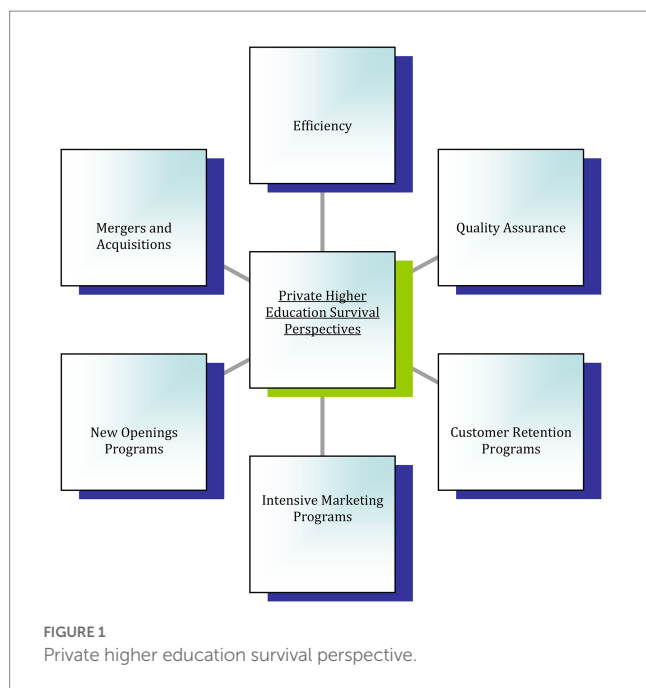 Efficiency
Mergers and
Acquisitions
Quality Assurance
Private Higher
Education Survival
Perspectives
New Openings
Programs
Customer Retention
Programs
Intensive Marketing
Programs
FIGURE 1
Private higher education survival perspective.